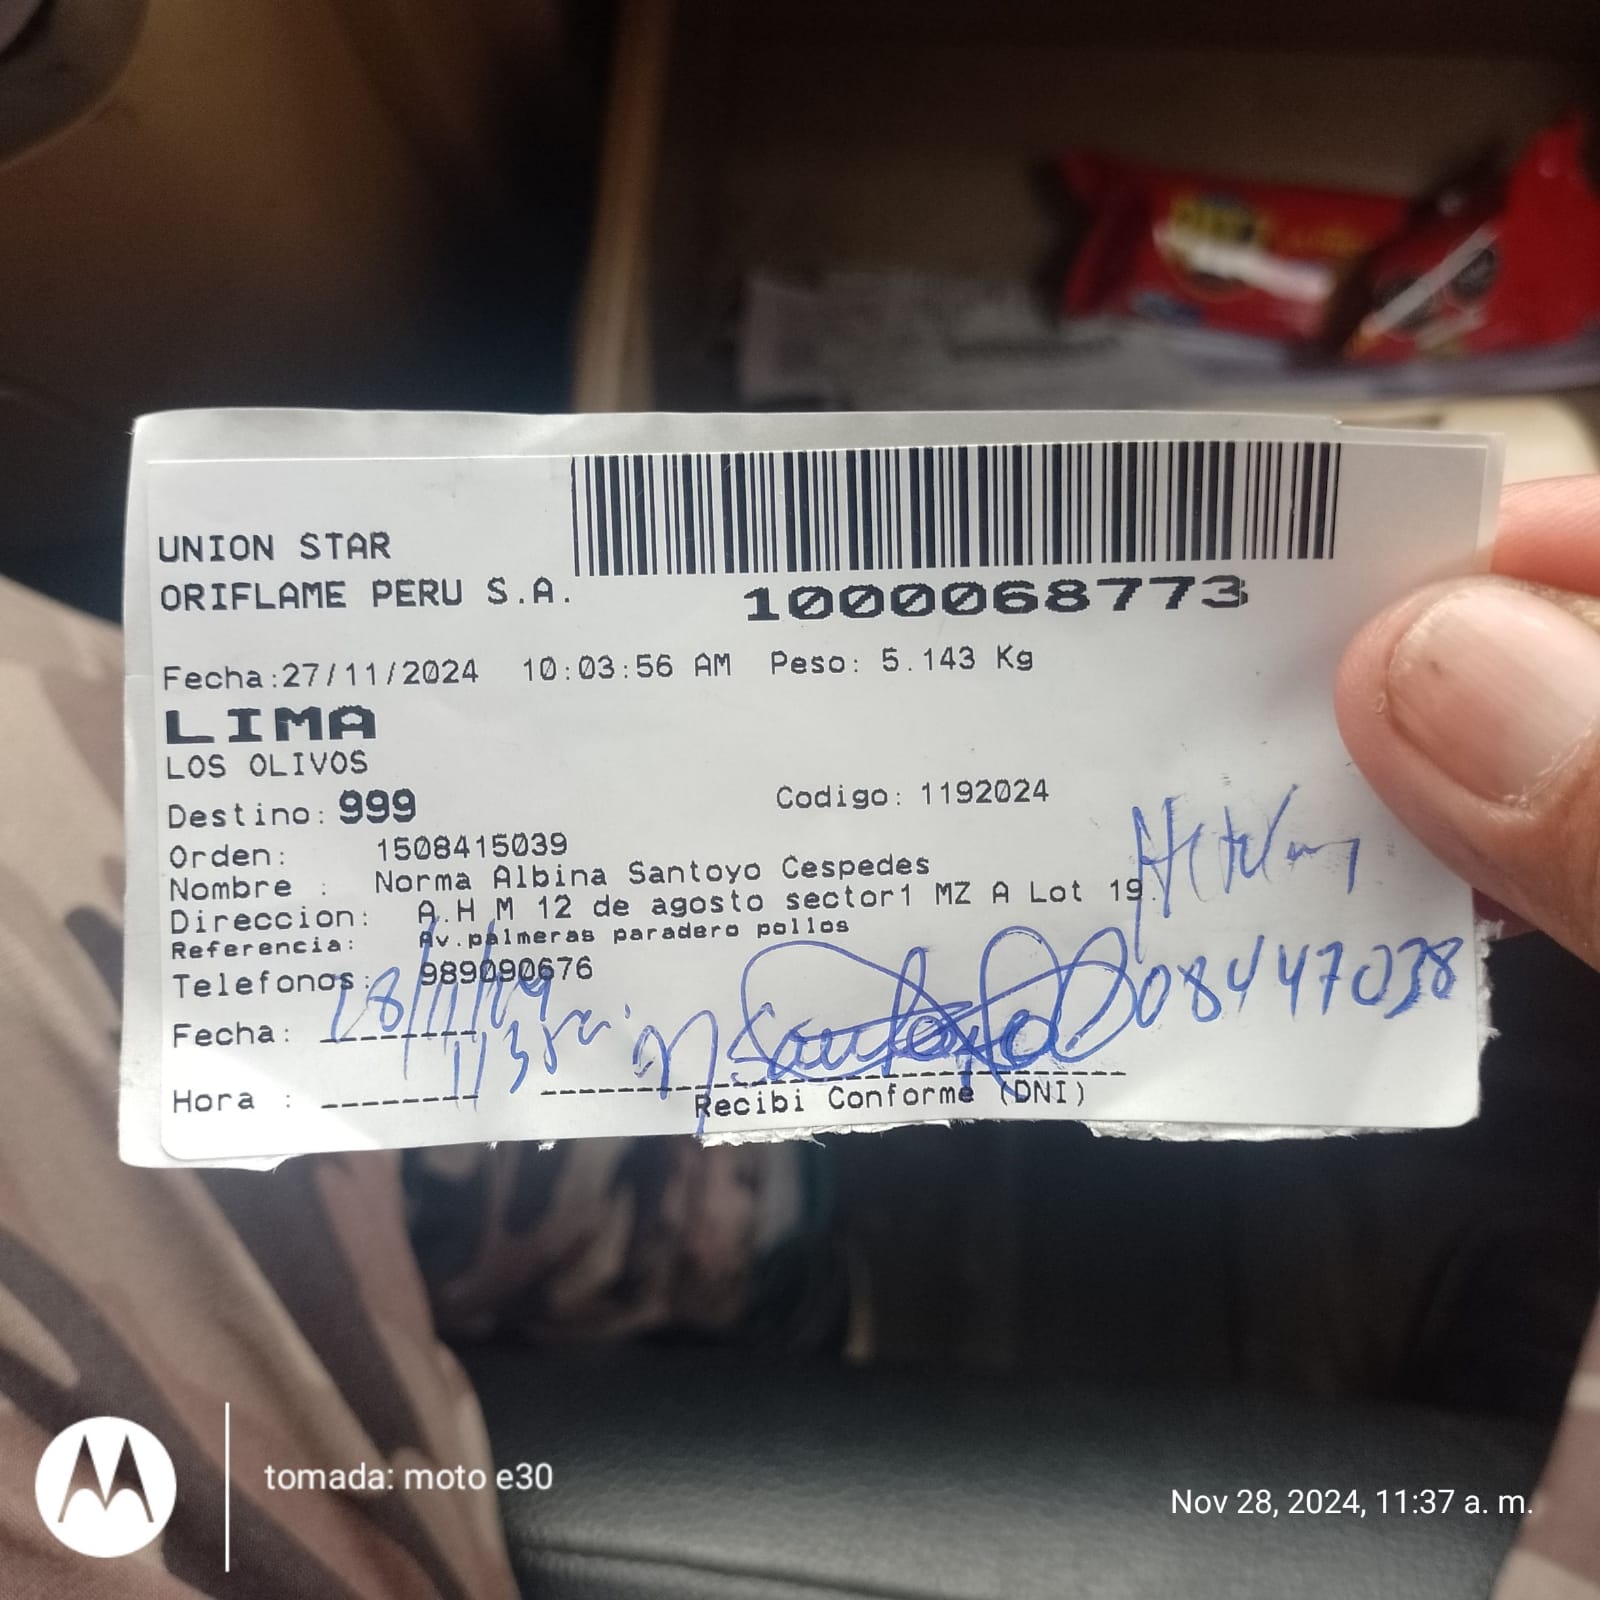 UNION STAR
ORIFLAME PERU S.A.
1000068773
Fecha:27/11/2024 10:03:56 AM Peso: 5.143 Kg
LIMA
LOS OLIVOS
Destino: 999 Codigo: 1192024
Orden: 1508415039
Nombre : Norma Albina Santoyo Cespedes
Direccion: A.H M 12 de agosto sector1 MZ A Lot 19.
Referencia: Av.palmeras paradero pollos
Telefonos: 989090676
08447038
Fecha: 28/11/24
Hora :
Recibi Conforme (DNI)
tomada: moto e30
Nov 28, 2024, 11:37 a. m.